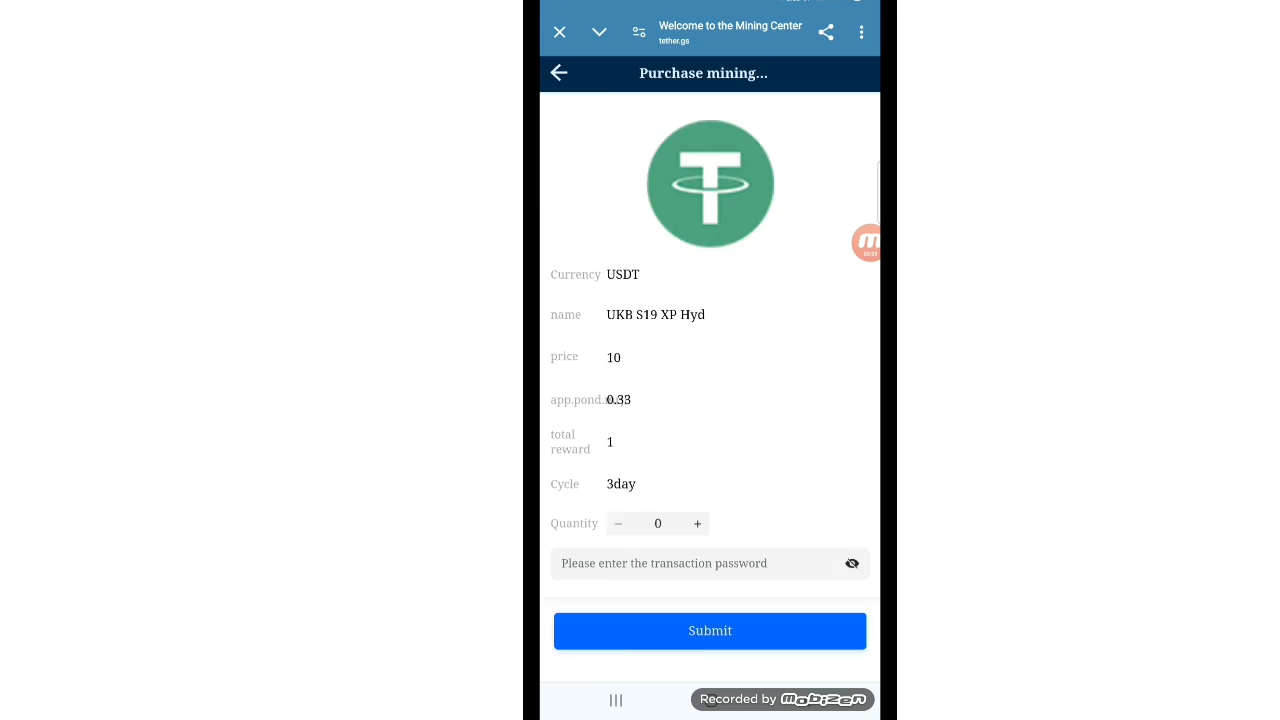 Welcome to the Mining Center
tether.gs
Purchase mining...
Currency USDT
name UKB S19 XP Hyd
price 10
app.pond. 0.33
total reward 1
Cycle 3day
Quantity − 0 +
Please enter the transaction password
Submit
Recorded by mobizen